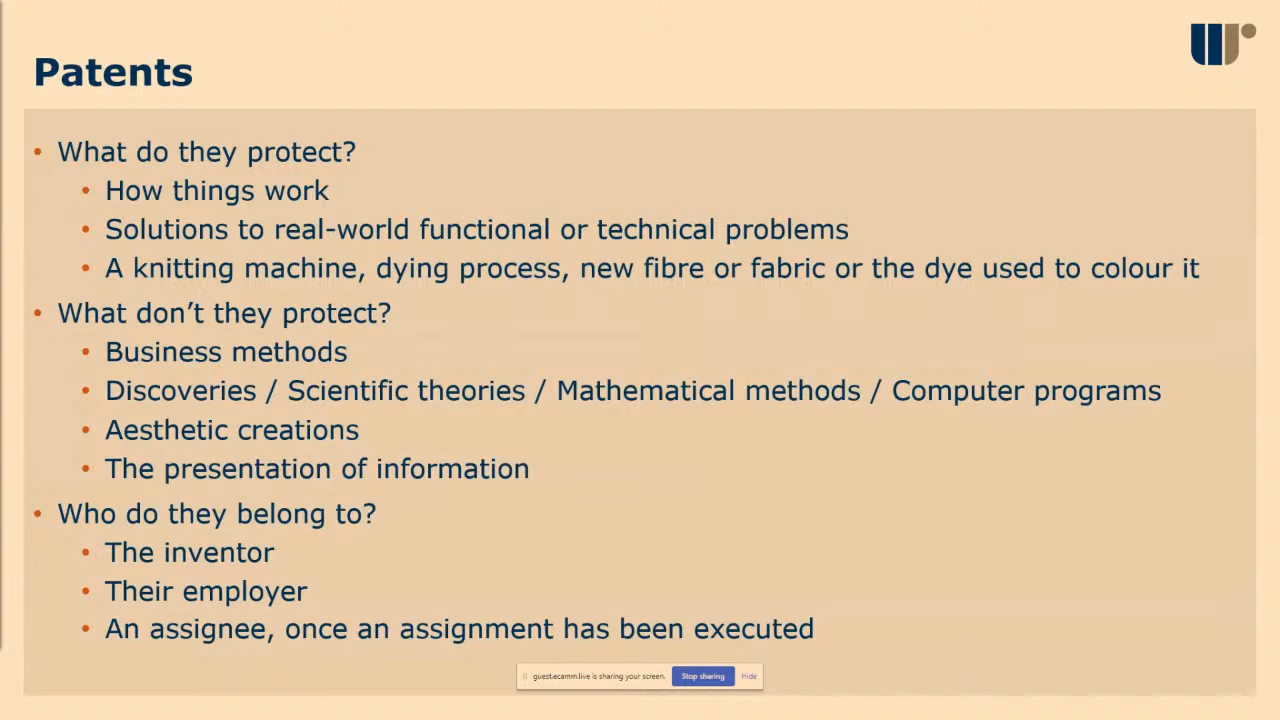 Patents
• What do they protect?
• How things work
• Solutions to real-world functional or technical problems
• A knitting machine, dying process, new fibre or fabric or the dye used to colour it
• What don’t they protect?
• Business methods
• Discoveries / Scientific theories / Mathematical methods / Computer programs
• Aesthetic creations
• The presentation of information
• Who do they belong to?
• The inventor
• Their employer
• An assignee, once an assignment has been executed
guest.ecamm.live is sharing your screen. Stop sharing Hide